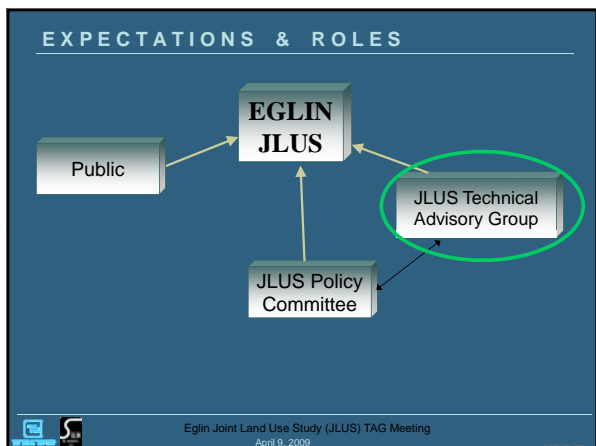 EXPECTATIONS & ROLES
EGLIN
JLUS
Public
JLUS Technical
Advisory Group
JLUS Policy
Committee
Eglin Joint Land Use Study (JLUS) TAG Meeting
April 9, 2009